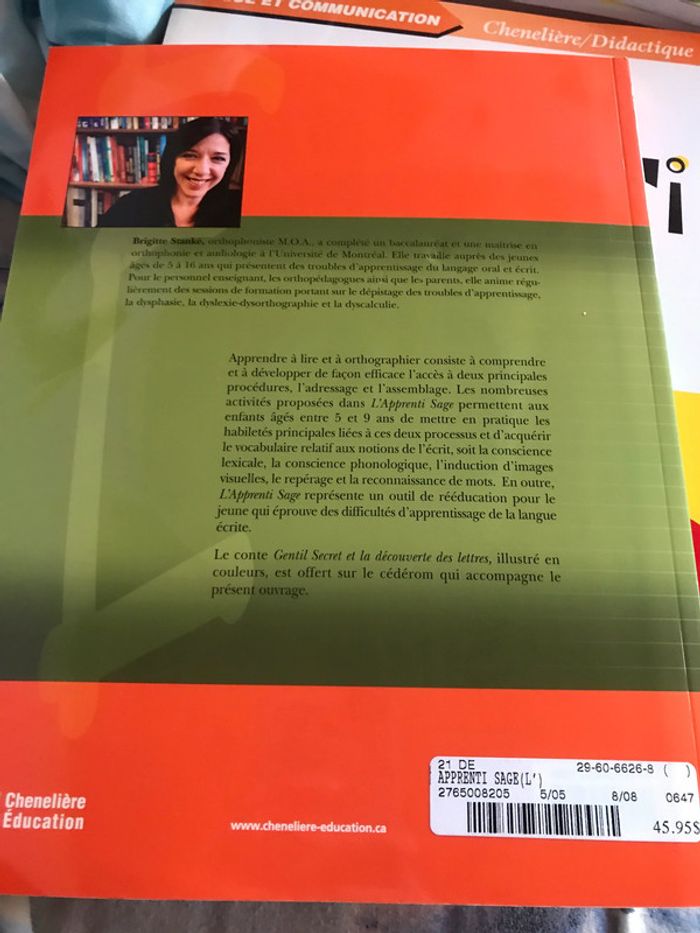 ET COMMUNICATION
Chenelière/Didactique
Brigitte Stanké, orthophoniste M.O.A., a complété un baccalauréat et une maîtrise en
orthophonie et audiologie à l'Université de Montréal. Elle travaille auprès des jeunes
âgés de 5 à 16 ans qui présentent des troubles d'apprentissage du langage oral et écrit.
Pour le personnel enseignant, les orthopédagogues ainsi que les parents, elle anime régu-
lièrement des sessions de formation portant sur le dépistage des troubles d'apprentissage,
la dysphasie, la dyslexie-dysorthographie et la dyscalculie.
Apprendre à lire et à orthographier consiste à comprendre
et à développer de façon efficace l'accès à deux principales
procédures, l'adressage et l'assemblage. Les nombreuses
activités proposées dans L'Apprenti Sage permettent aux
enfants âgés entre 5 et 9 ans de mettre en pratique les
habiletés principales liées à ces deux processus et d'acquérir
le vocabulaire relatif aux notions de l'écrit, soit la conscience
lexicale, la conscience phonologique, l'induction d'images
visuelles, le repérage et la reconnaissance de mots. En outre,
L'Apprenti Sage représente un outil de rééducation pour le
jeune qui éprouve des difficultés d'apprentissage de la langue
écrite.
Le conte Gentil Secret et la découverte des lettres, illustré en
couleurs, est offert sur le cédérom qui accompagne le
présent ouvrage.
Chenelière
Éducation
www.cheneliere-education.ca
21 DE 29-60-6626-8 ( )
APPRENTI SAGE(L')
2765008205 5/05 8/08 0647
45.95$